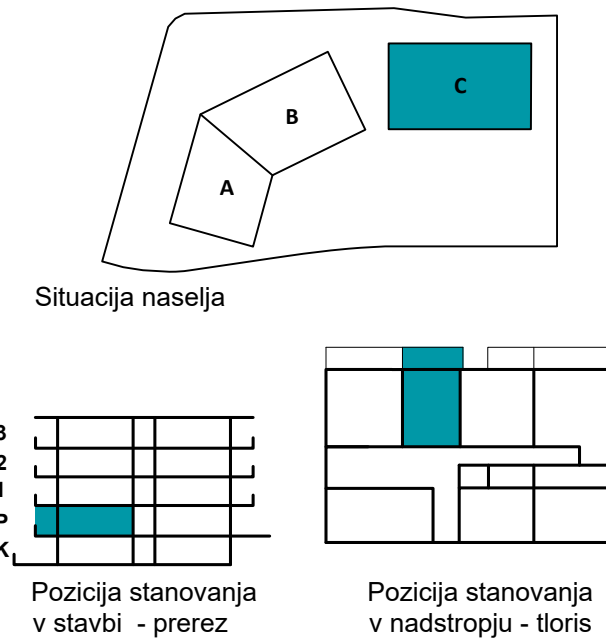 C
B
A
Situacija naselja
3
2
1
P
K
Pozicija stanovanja
v stavbi - prerez
Pozicija stanovanja
v nadstropju - tloris